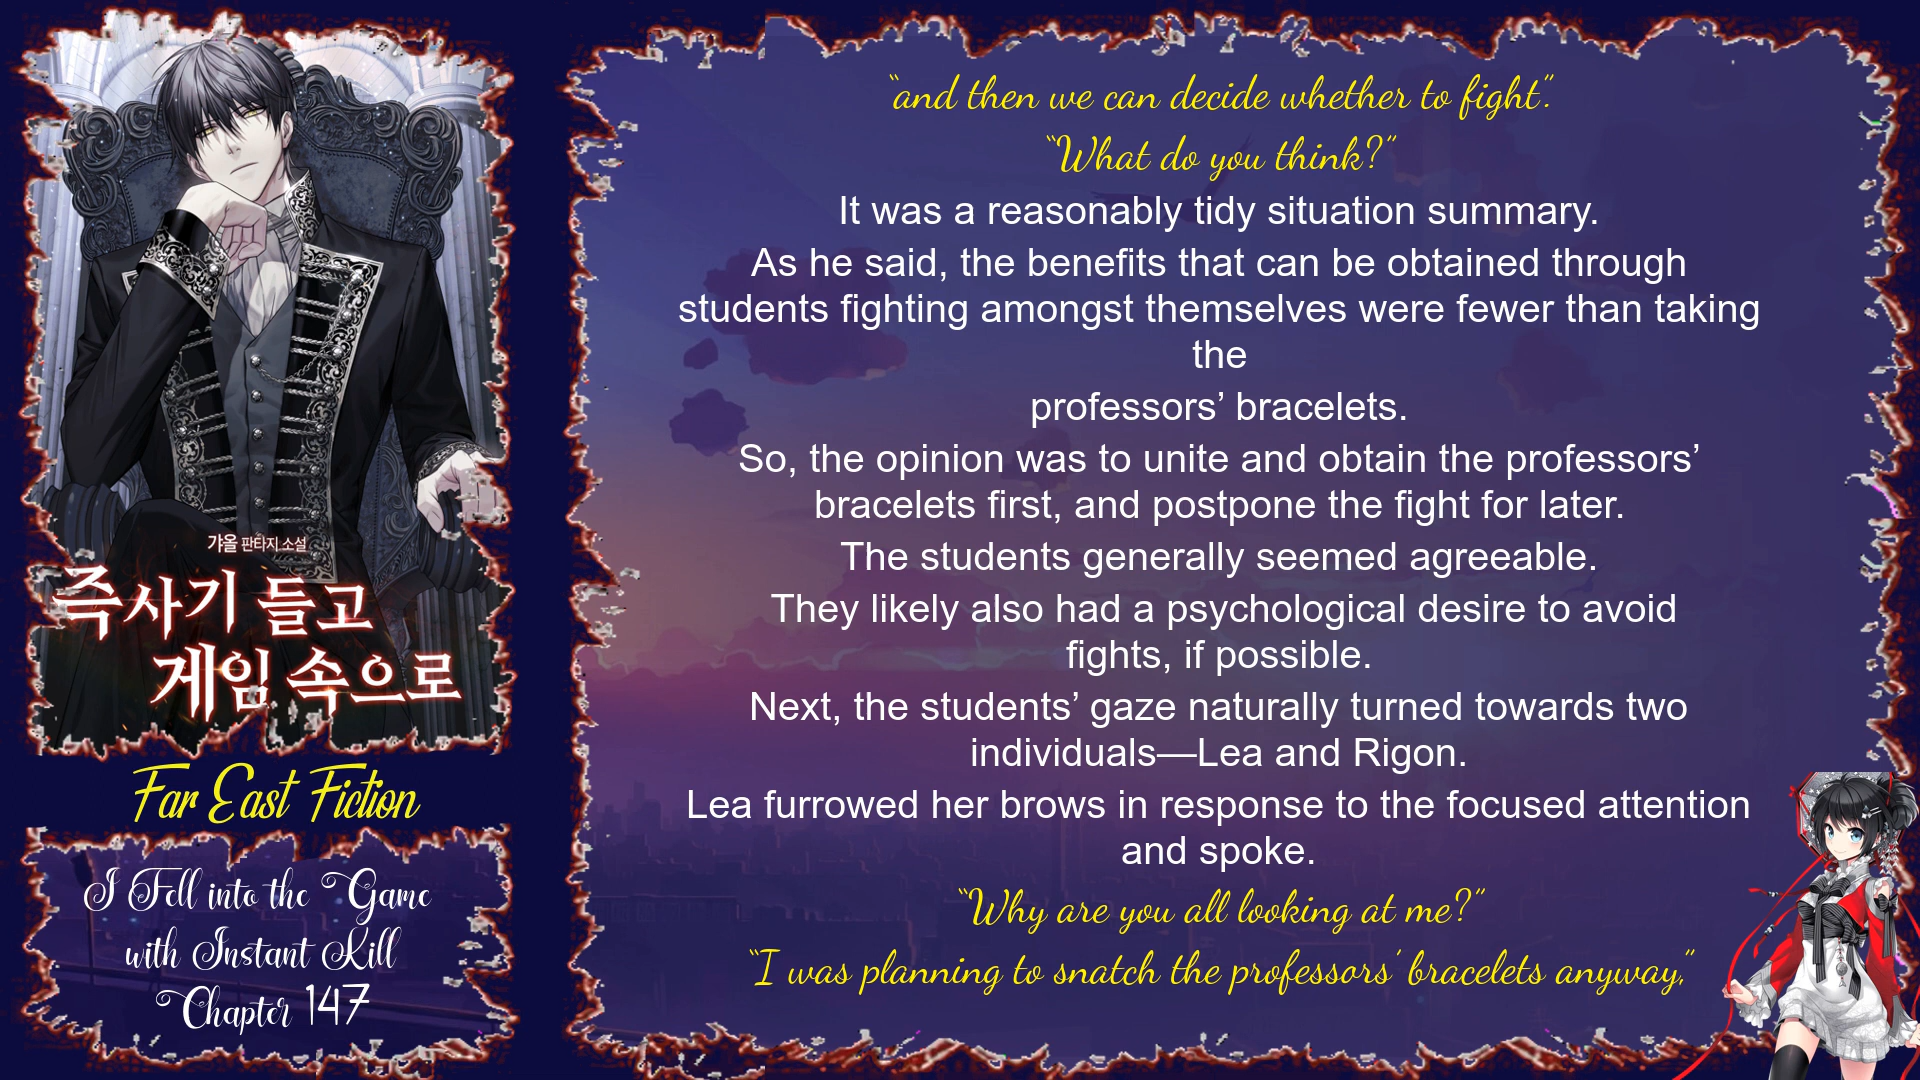 갸올 판타지 소설
즉사기 들고
게임 속으로
Far East Fiction
I Fell into the Game
with Instant Kill
Chapter 147
“and then we can decide whether to fight”.
“What do you think?”
It was a reasonably tidy situation summary.
As he said, the benefits that can be obtained through
students fighting amongst themselves were fewer than taking
the
professors’ bracelets.
So, the opinion was to unite and obtain the professors’
bracelets first, and postpone the fight for later.
The students generally seemed agreeable.
They likely also had a psychological desire to avoid
fights, if possible.
Next, the students’ gaze naturally turned towards two
individuals—Lea and Rigon.
Lea furrowed her brows in response to the focused attention
and spoke.
“Why are you all looking at me?”
“I was planning to snatch the professors’ bracelets anyway,”